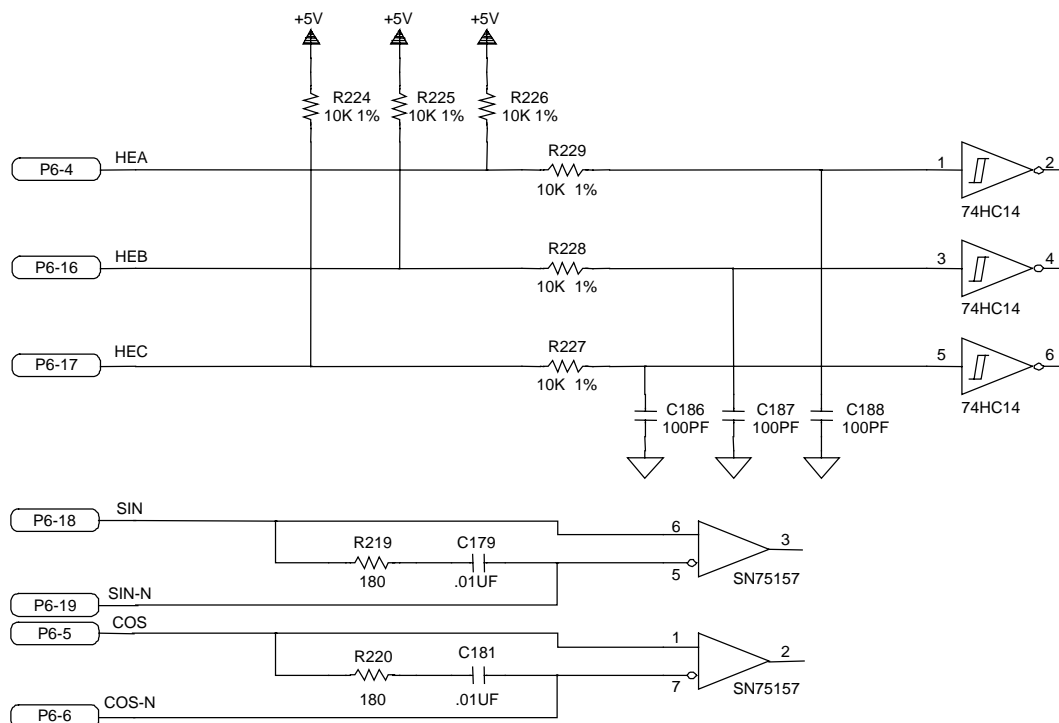 +5V +5V +5V
R224 R225 R226
10K 1% 10K 1% 10K 1%
P6-4 HEA R229 1 2
10K 1% 74HC14
P6-16 HEB R228 3 4
10K 1% 74HC14
P6-17 HEC R227 5 6
10K 1% 74HC14
C186 C187 C188
100PF 100PF 100PF
P6-18 SIN 6 3
R219 C179 5
180 .01UF SN75157
P6-19 SIN-N
P6-5 COS 1 2
R220 C181 7
180 .01UF SN75157
P6-6 COS-N